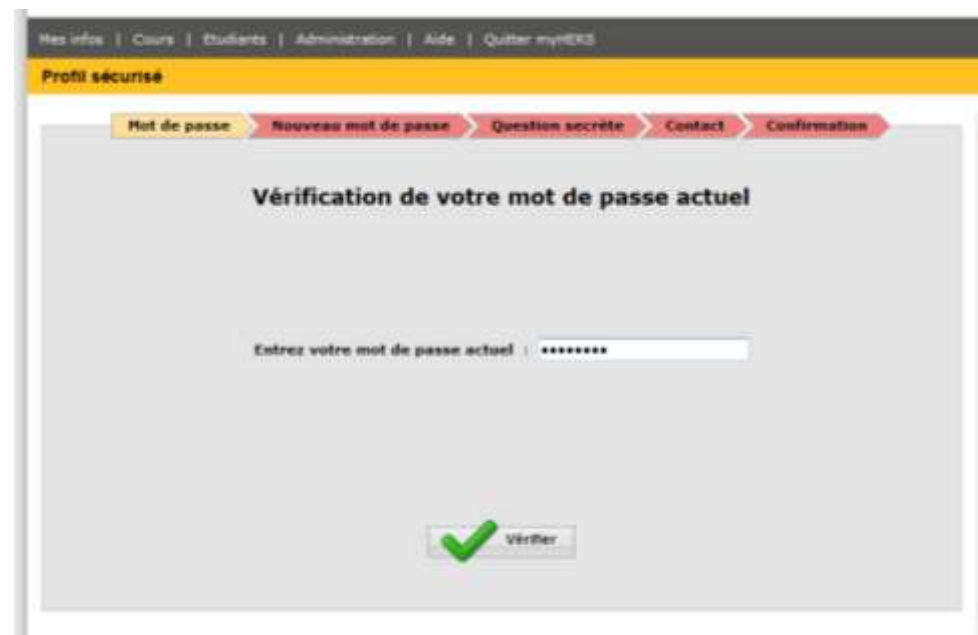 Mes infos | Cours | Etudiants | Administration | Aide | Quitter myHERS
Profil sécurisé
Mot de passe Nouveau mot de passe Question secrète Contact Confirmation
Vérification de votre mot de passe actuel
Entrez votre mot de passe actuel : ••••••••
Vérifier